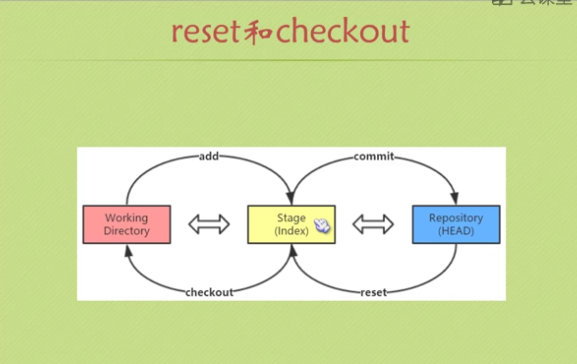 reset和checkout
add
commit
Working
Directory
Stage
(Index)
Repository
(HEAD)
checkout
reset